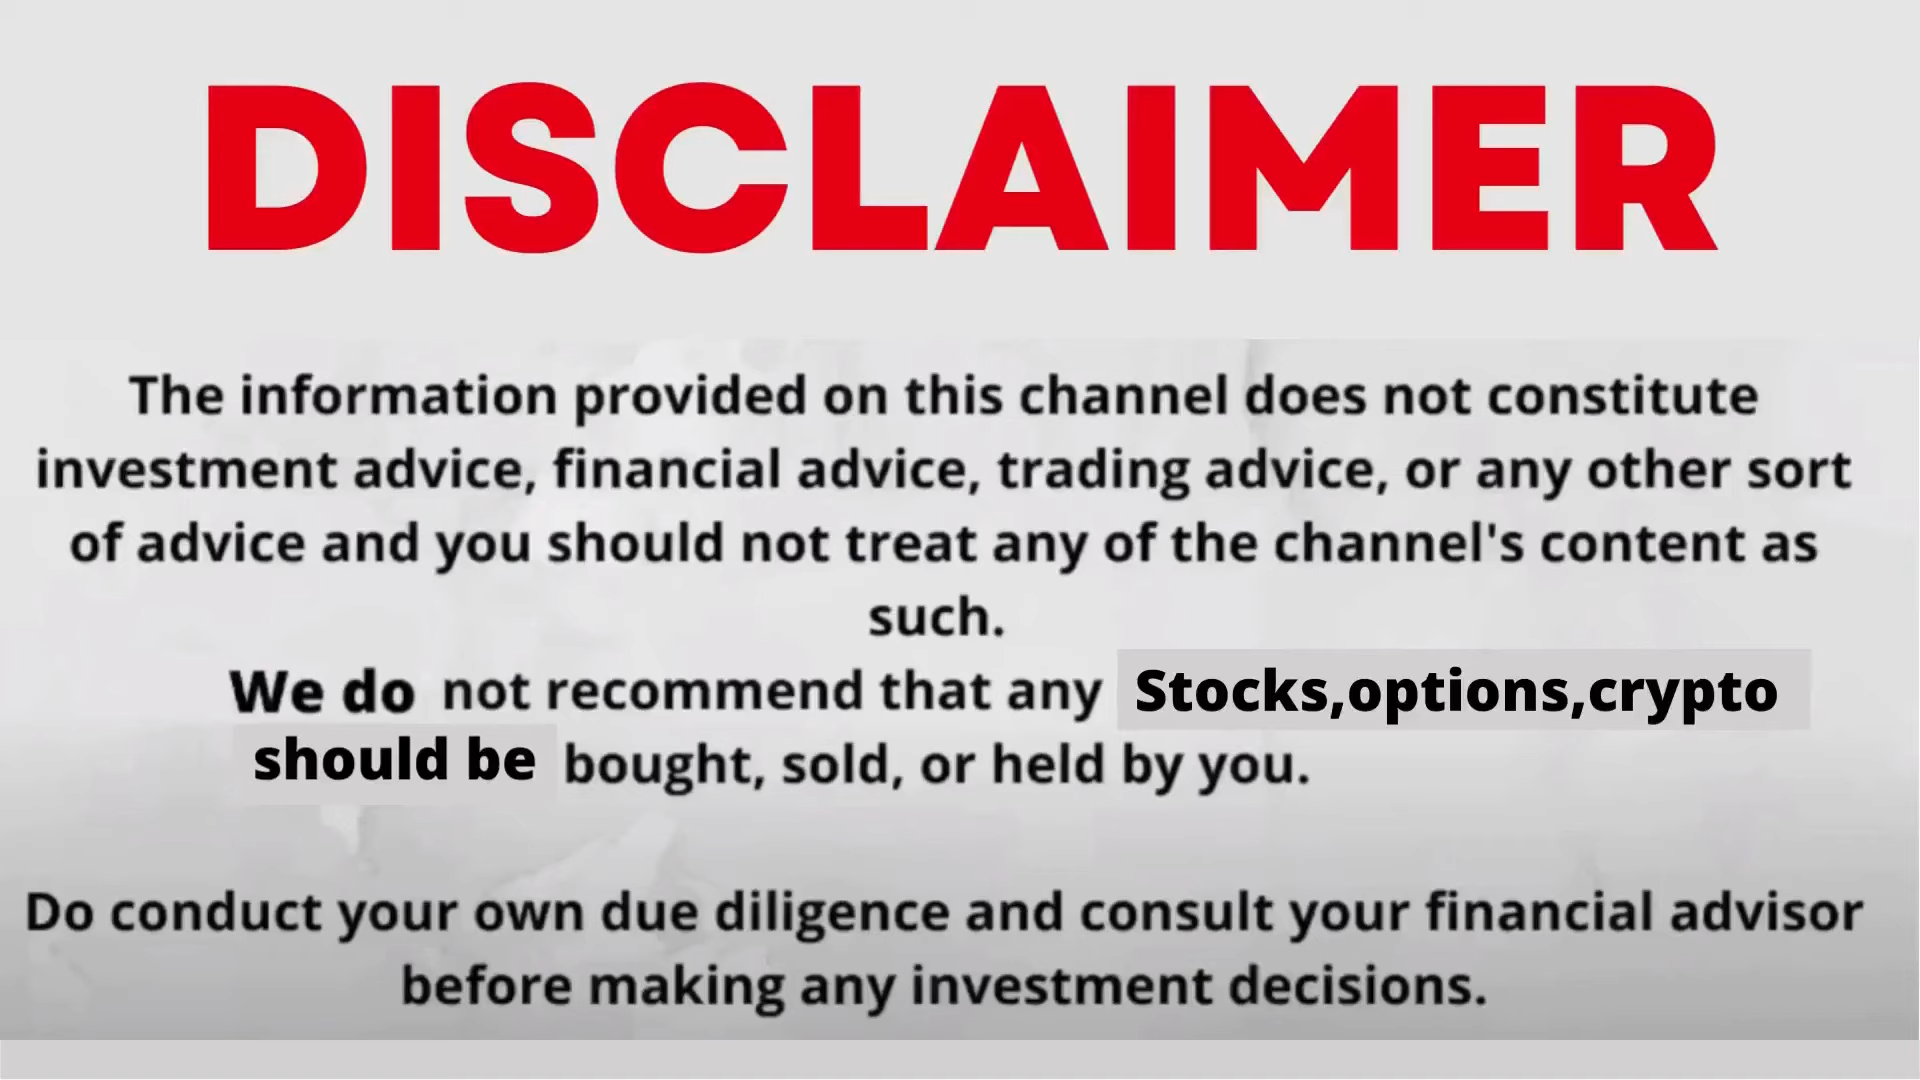 DISCLAIMER
The information provided on this channel does not constitute
investment advice, financial advice, trading advice, or any other sort
of advice and you should not treat any of the channel's content as
such.
We do not recommend that any Stocks,options,crypto
should be bought, sold, or held by you.
Do conduct your own due diligence and consult your financial advisor
before making any investment decisions.